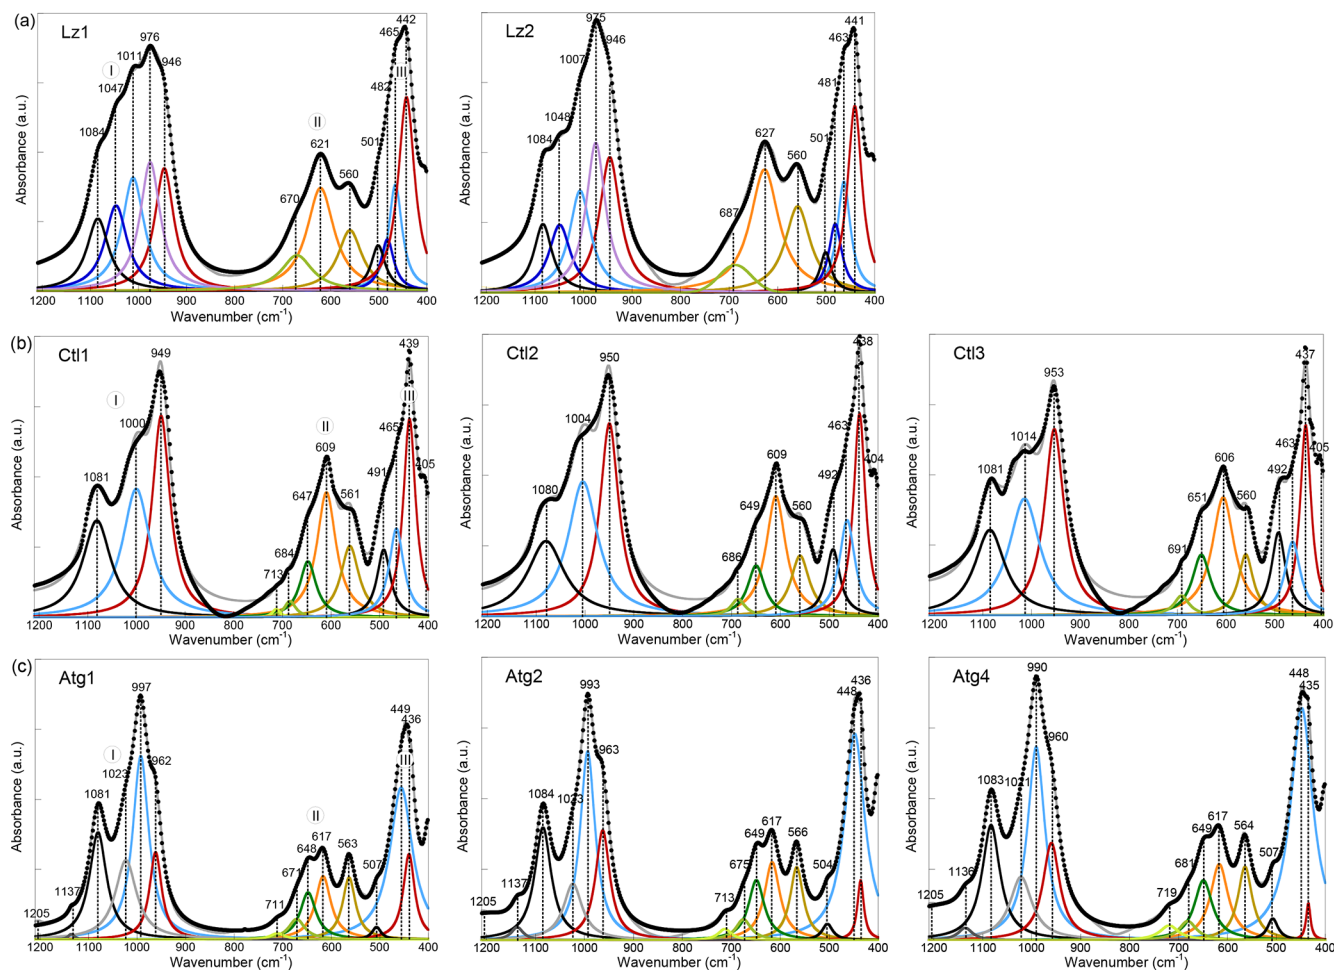 (a)
Lz1
I
II
III
1084
1047
1011
976
946
670
621
560
501
482
465
442
Absorbance (a.u.)
1200 1100 1000 900 800 700 600 500 400
Wavenumber (cm-1)
Lz2
1084
1048
1007
975
946
687
627
560
501
481
463
441
Absorbance (a.u.)
1200 1100 1000 900 800 700 600 500 400
Wavenumber (cm-1)
(b)
Ctl1
I
II
III
1081
1000
949
713
684
647
609
561
491
465
439
405
Absorbance (a.u.)
1200 1100 1000 900 800 700 600 500 400
Wavenumber (cm-1)
Ctl2
1080
1004
950
686
649
609
560
492
463
438
404
Absorbance (a.u.)
1200 1100 1000 900 800 700 600 500 400
Wavenumber (cm-1)
Ctl3
1081
1014
953
691
651
606
560
492
463
437
405
Absorbance (a.u.)
1200 1100 1000 900 800 700 600 500 400
Wavenumber (cm-1)
(c)
Atg1
I
II
III
1205
1137
1081
1023
997
962
711
671
648
617
563
507
449
436
Absorbance (a.u.)
1200 1100 1000 900 800 700 600 500 400
Wavenumber (cm-1)
Atg2
1205
1137
1084
1023
993
963
713
675
649
617
566
504
448
436
Absorbance (a.u.)
1200 1100 1000 900 800 700 600 500 400
Wavenumber (cm-1)
Atg4
1205
1136
1083
1021
990
960
719
681
649
617
564
507
448
435
Absorbance (a.u.)
1200 1100 1000 900 800 700 600 500 400
Wavenumber (cm-1)